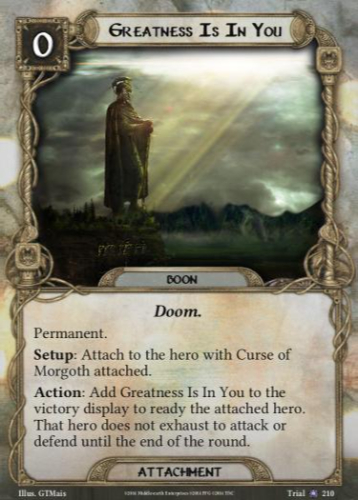 0
Greatness Is In You
BOON
Doom.
Permanent.
Setup: Attach to the hero with Curse of
Morgoth attached.
Action: Add Greatness Is In You to the
victory display to ready the attached hero.
That hero does not exhaust to attack or
defend until the end of the round.
ATTACHMENT
Illus. GTMaix
Trial
210